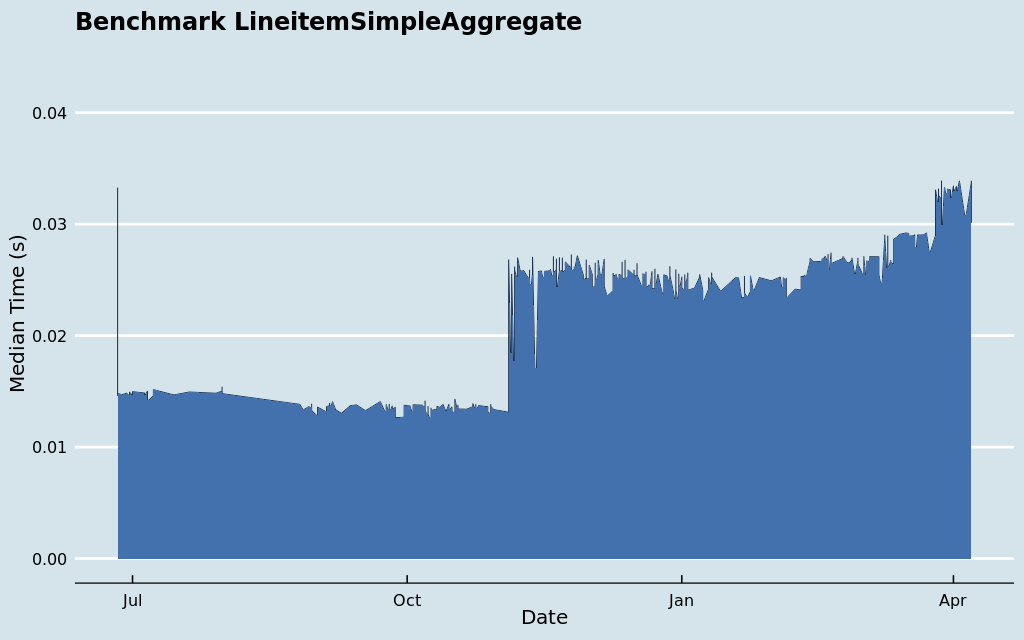 Benchmark LineitemSimpleAggregate
0.04
0.03
0.02
0.01
0.00
Median Time (s)
Jul Oct Jan Apr
Date